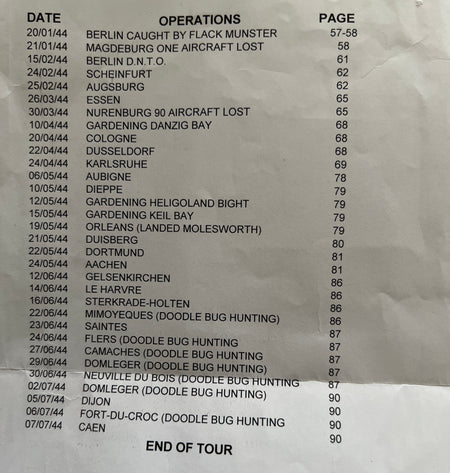 DATE OPERATIONS PAGE
20/01/44 BERLIN CAUGHT BY FLACK MUNSTER 57-58
21/01/44 MAGDEBURG ONE AIRCRAFT LOST 58
15/02/44 BERLIN D.N.T.O. 61
24/02/44 SCHEINFURT 62
25/02/44 AUGSBURG 62
26/03/44 ESSEN 65
30/03/44 NURENBURG 90 AIRCRAFT LOST 65
10/04/44 GARDENING DANZIG BAY 68
20/04/44 COLOGNE 68
22/04/44 DUSSELDORF 68
24/04/44 KARLSRUHE 69
06/05/44 AUBIGNE 78
10/05/44 DIEPPE 79
12/05/44 GARDENING HELIGOLAND BIGHT 79
15/05/44 GARDENING KEIL BAY 79
19/05/44 ORLEANS (LANDED MOLESWORTH) 79
21/05/44 DUISBERG 80
22/05/44 DORTMUND 81
24/05/44 AACHEN 81
12/06/44 GELSENKIRCHEN 86
14/06/44 LE HARVRE 86
16/06/44 STERKRADE-HOLTEN 86
22/06/44 MIMOYEQUES (DOODLE BUG HUNTING) 86
23/06/44 SAINTES 87
24/06/44 FLERS (DOODLE BUG HUNTING 87
27/06/44 CAMACHES (DOODLE BUG HUNTING 87
29/06/44 DOMLEGER (DOODLE BUG HUNTING 87
30/06/44 NEUVILLE DU BOIS (DOODLE BUG HUNTING 87
02/07/44 DOMLEGER (DOODLE BUG HUNTING 90
05/07/44 DIJON 90
06/07/44 FORT-DU-CROC (DOODLE BUG HUNTING 90
07/07/44 CAEN 90
END OF TOUR